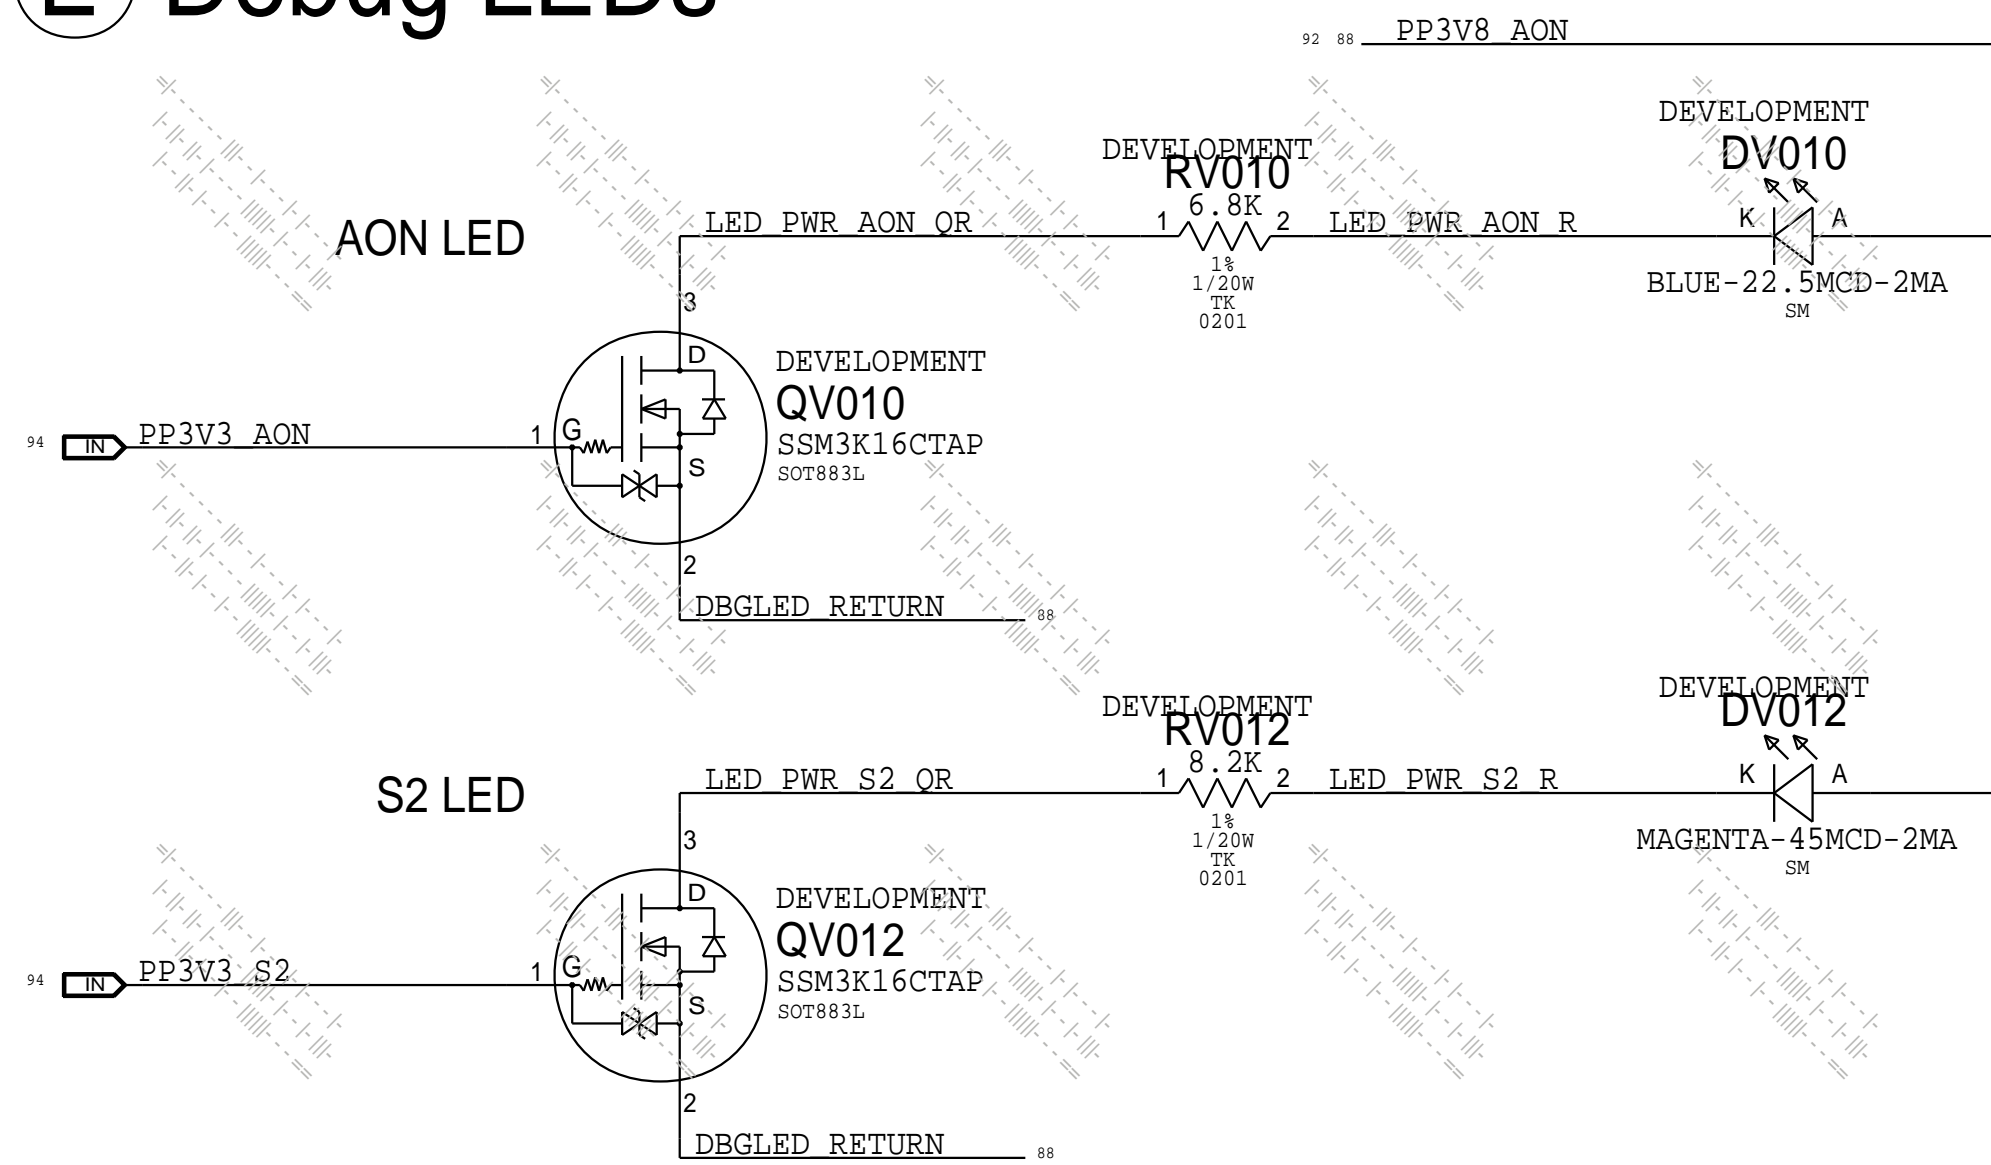 E Debug LEDs
92 88 PP3V8_AON
DEVELOPMENT
DV010
K A
BLUE-22.5MCD-2MA
SM
DEVELOPMENT
RV010
6.8K
1 2
1%
1/20W
TK
0201
LED_PWR_AON_QR
LED_PWR_AON_R
AON LED
3
D
DEVELOPMENT
QV010
SSM3K16CTAP
SOT883L
94 IN PP3V3_AON
1 G
S
2
DBGLED_RETURN 88
DEVELOPMENT
DV012
K A
MAGENTA-45MCD-2MA
SM
DEVELOPMENT
RV012
8.2K
1 2
1%
1/20W
TK
0201
LED_PWR_S2_QR
LED_PWR_S2_R
S2 LED
3
D
DEVELOPMENT
QV012
SSM3K16CTAP
SOT883L
94 IN PP3V3_S2
1 G
S
2
DBGLED_RETURN 88